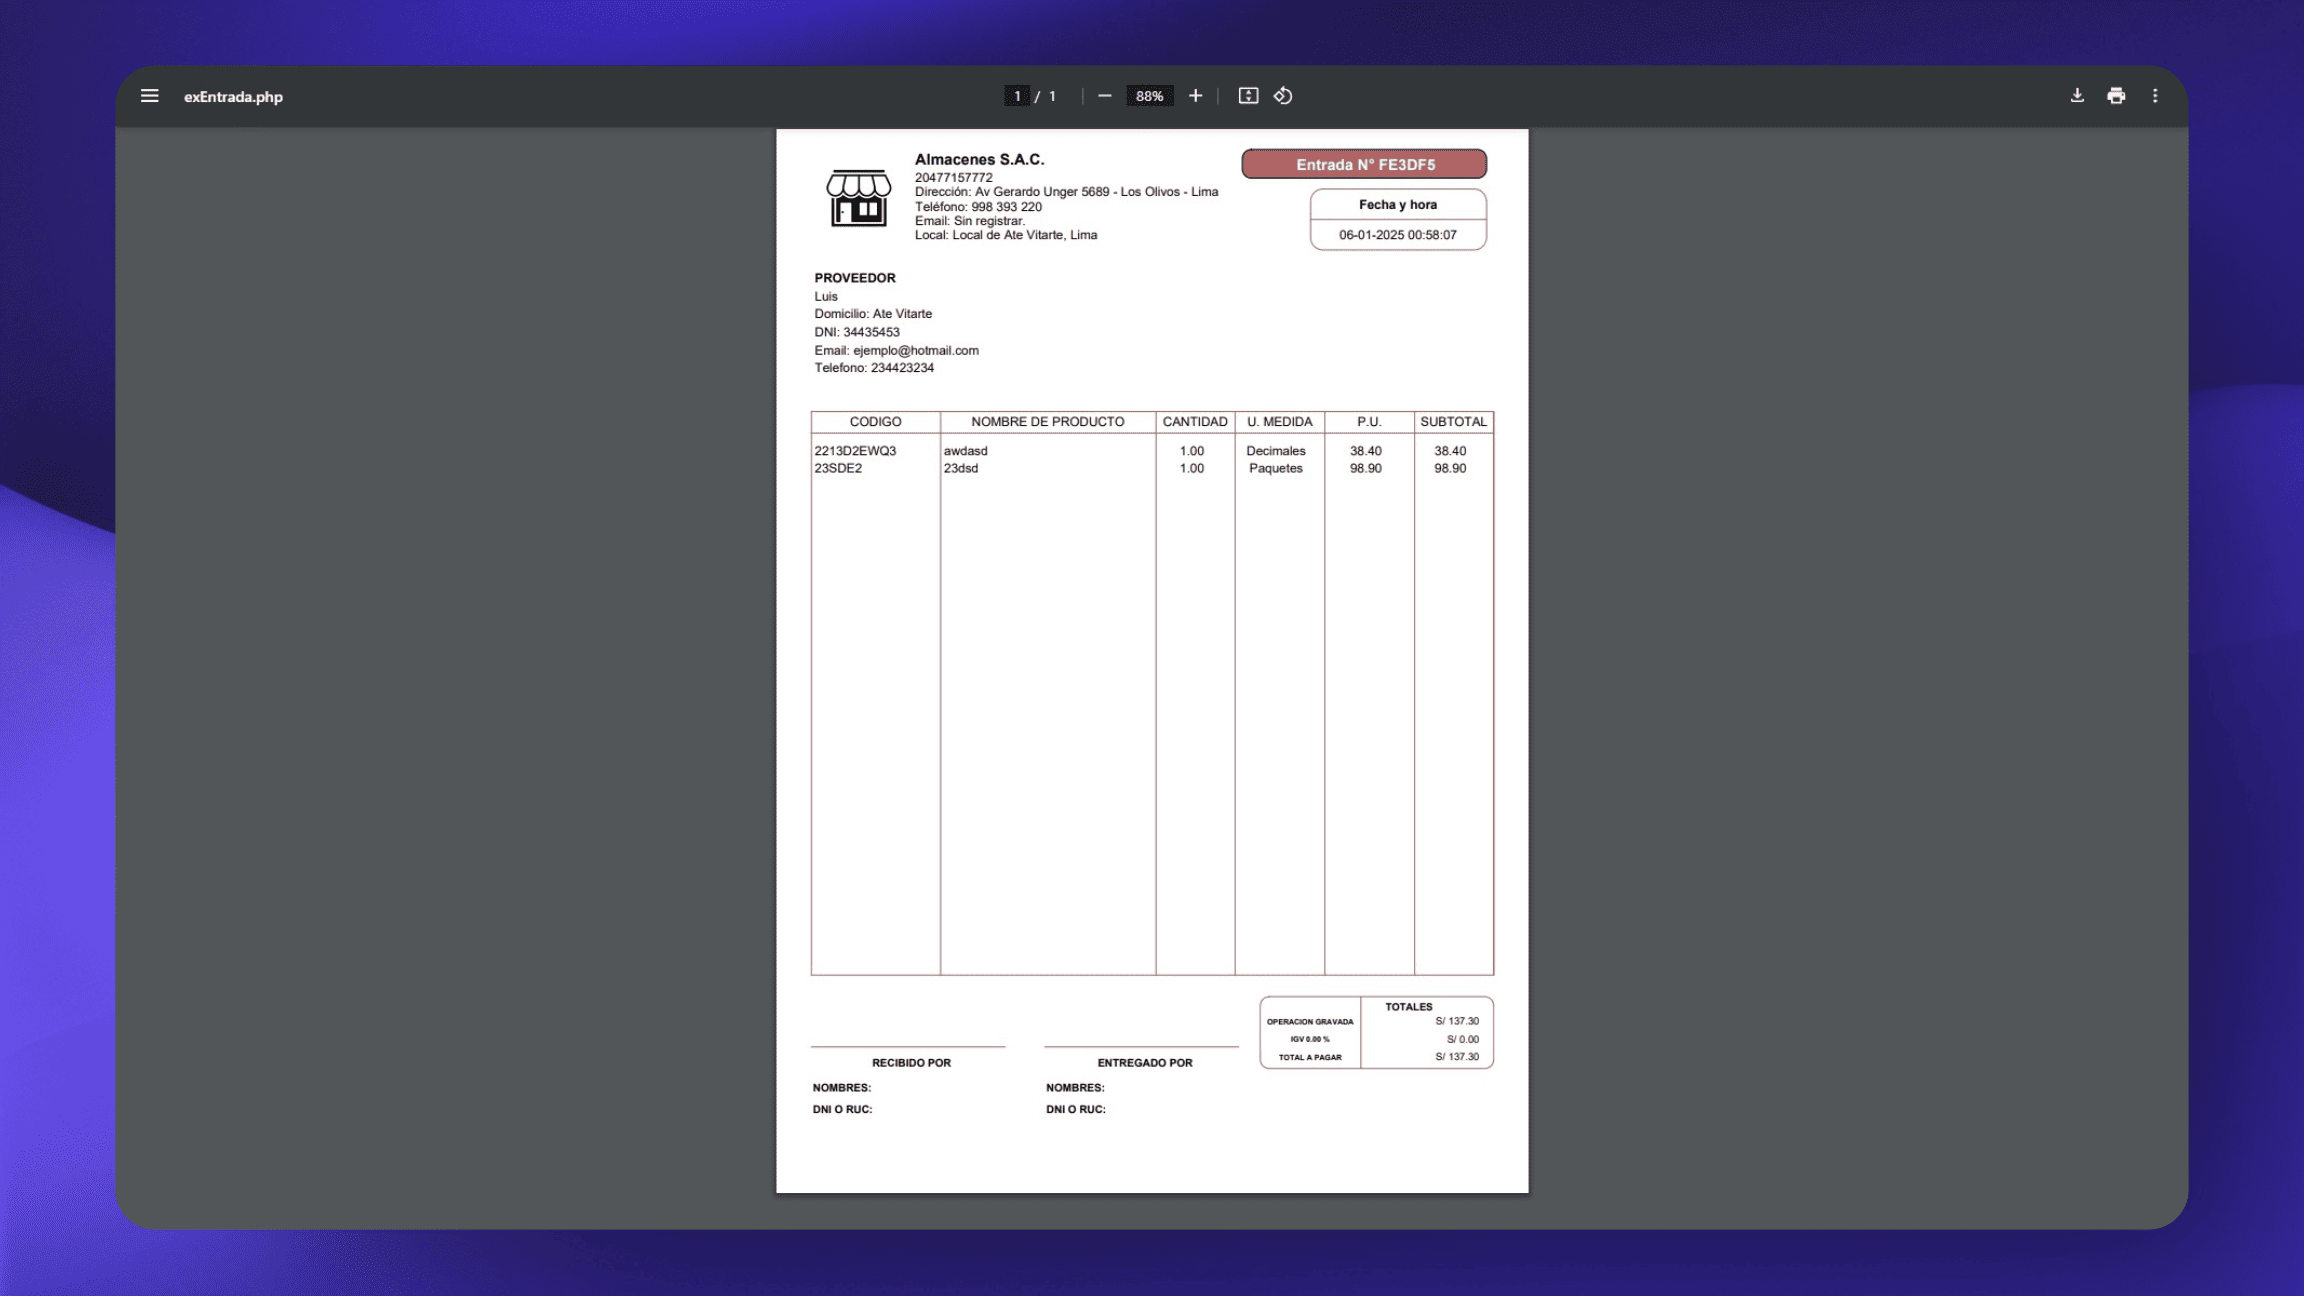 exEntrada.php
1 / 1
88%
Almacenes S.A.C.
20477157772
Dirección: Av Gerardo Unger 5689 - Los Olivos - Lima
Teléfono: 998 393 220
Email: Sin registrar.
Local: Local de Ate Vitarte, Lima
Entrada N° FE3DF5
Fecha y hora
06-01-2025 00:58:07
PROVEEDOR
Luis
Domicilio: Ate Vitarte
DNI: 34435453
Email: ejemplo@hotmail.com
Telefono: 234423234
CODIGO NOMBRE DE PRODUCTO CANTIDAD U. MEDIDA P.U. SUBTOTAL
2213D2EWQ3 awdasd 1.00 Decimales 38.40 38.40
23SDE2 23dsd 1.00 Paquetes 98.90 98.90
TOTALES
OPERACION GRAVADA S/ 137.30
IGV 0.00 % S/ 0.00
TOTAL A PAGAR S/ 137.30
RECIBIDO POR
NOMBRES:
DNI O RUC:
ENTREGADO POR
NOMBRES:
DNI O RUC: